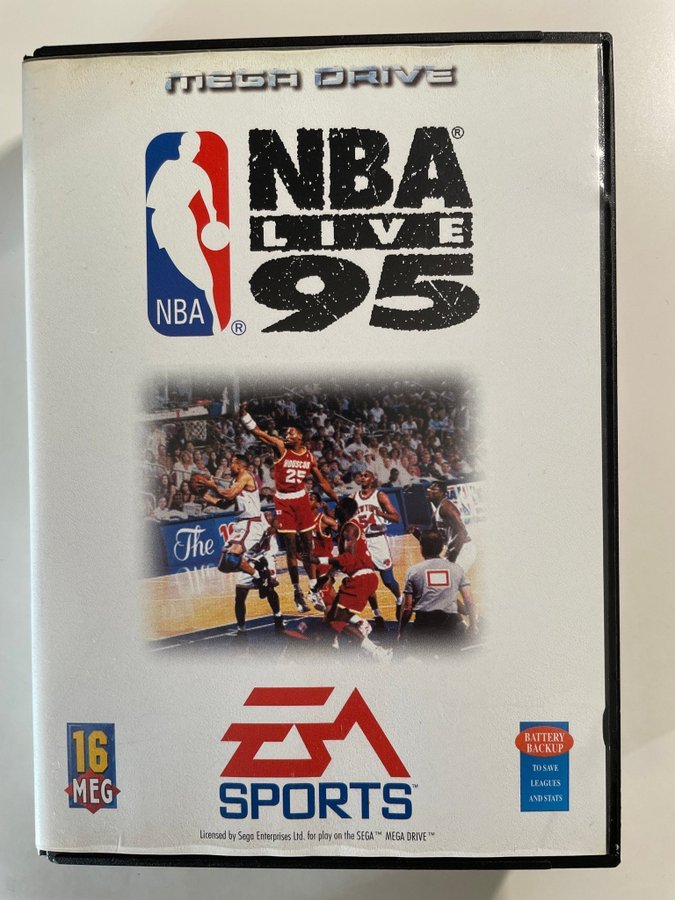 MEGA DRIVE
NBA®
LIVE
95
NBA ®
HOUSTON
25
The
16
MEG
BATTERY
BACKUP
TO SAVE
LEAGUES
AND STATS
EA
SPORTS™
Licensed by Sega Enterprises Ltd. for play on the SEGA™ MEGA DRIVE™